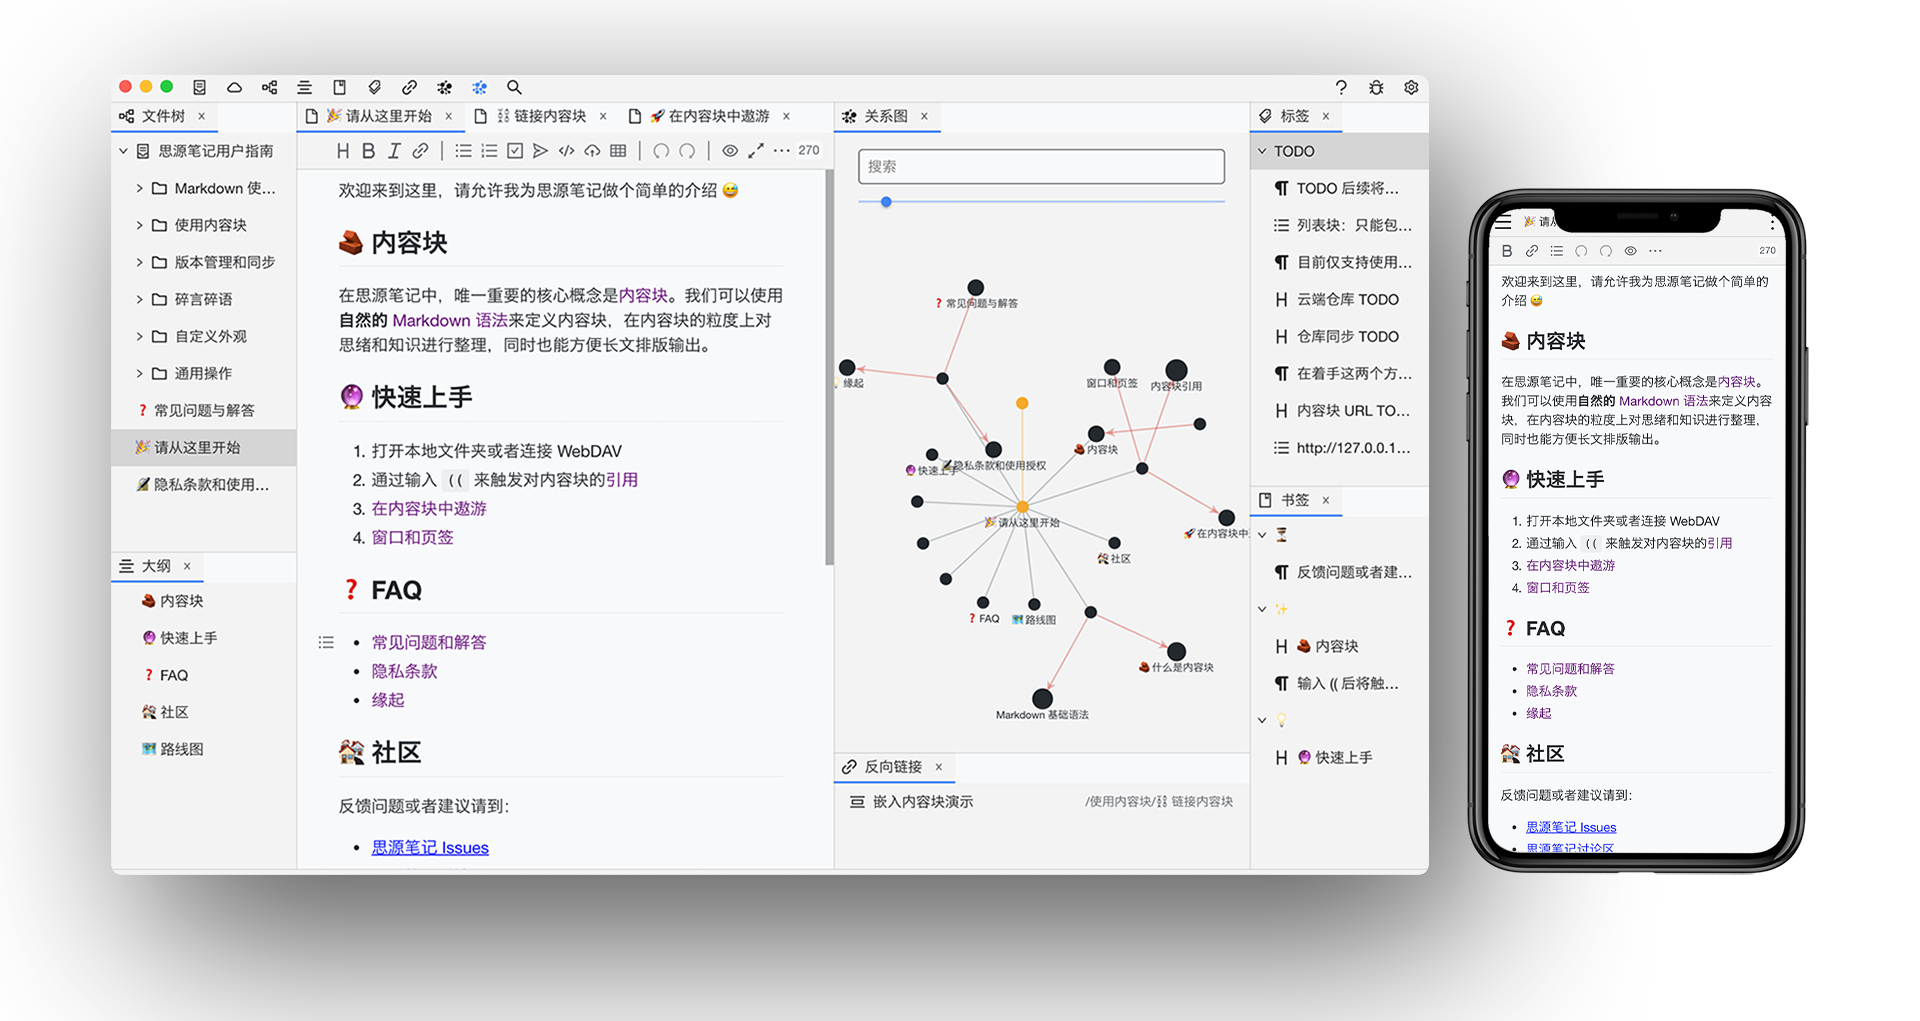 文件树 ×
思源笔记用户指南
Markdown 使...
使用内容块
版本管理和同步
碎言碎语
自定义外观
通用操作
❓ 常见问题与解答
🎉 请从这里开始
隐私条款和使用...
大纲 ×
内容块
🔮 快速上手
❓ FAQ
🏘 社区
🗺 路线图
🎉 请从这里开始 ×
⛓ 链接内容块 ×
🚀 在内容块中遨游 ×
H B I 270
欢迎来到这里，请允许我为思源笔记做个简单的介绍 😅
内容块
在思源笔记中，唯一重要的核心概念是内容块。我们可以使用
自然的 Markdown 语法来定义内容块，在内容块的粒度上对
思绪和知识进行整理，同时也能方便长文排版输出。
🔮 快速上手
1. 打开本地文件夹或者连接 WebDAV
2. 通过输入 (( 来触发对内容块的引用
3. 在内容块中遨游
4. 窗口和页签
❓ FAQ
• 常见问题和解答
• 隐私条款
• 缘起
🏘 社区
反馈问题或者建议请到：
• 思源笔记 Issues
关系图 ×
搜索
❓ 常见问题与解答
缘起
窗口和页签
内容块引用
内容块
🔮 快速上手
隐私条款和使用授权
🎉 请从这里开始
🚀 在内容块中
🏘 社区
❓ FAQ
🗺 路线图
什么是内容块
Markdown 基础语法
反向链接 ×
嵌入内容块演示 /使用内容块/⛓ 链接内容块
标签 ×
TODO
TODO 后续将...
列表块：只能包...
目前仅支持使用...
H 云端仓库 TODO
H 仓库同步 TODO
在着手这两个方...
H 内容块 URL TO...
http://127.0.0.1...
书签 ×
⏳
反馈问题或者建...
✨
H 内容块
输入 (( 后将触...
💡
H 🔮 快速上手
🎉 请从
B 270
欢迎来到这里，请允许我为思源笔记做个简单的
介绍 😅
内容块
在思源笔记中，唯一重要的核心概念是内容块。
我们可以使用自然的 Markdown 语法来定义内容
块，在内容块的粒度上对思绪和知识进行整理，
同时也能方便长文排版输出。
🔮 快速上手
1. 打开本地文件夹或者连接 WebDAV
2. 通过输入 (( 来触发对内容块的引用
3. 在内容块中遨游
4. 窗口和页签
❓ FAQ
• 常见问题和解答
• 隐私条款
• 缘起
🏘 社区
反馈问题或者建议请到：
• 思源笔记 Issues
• 思源笔记讨论区